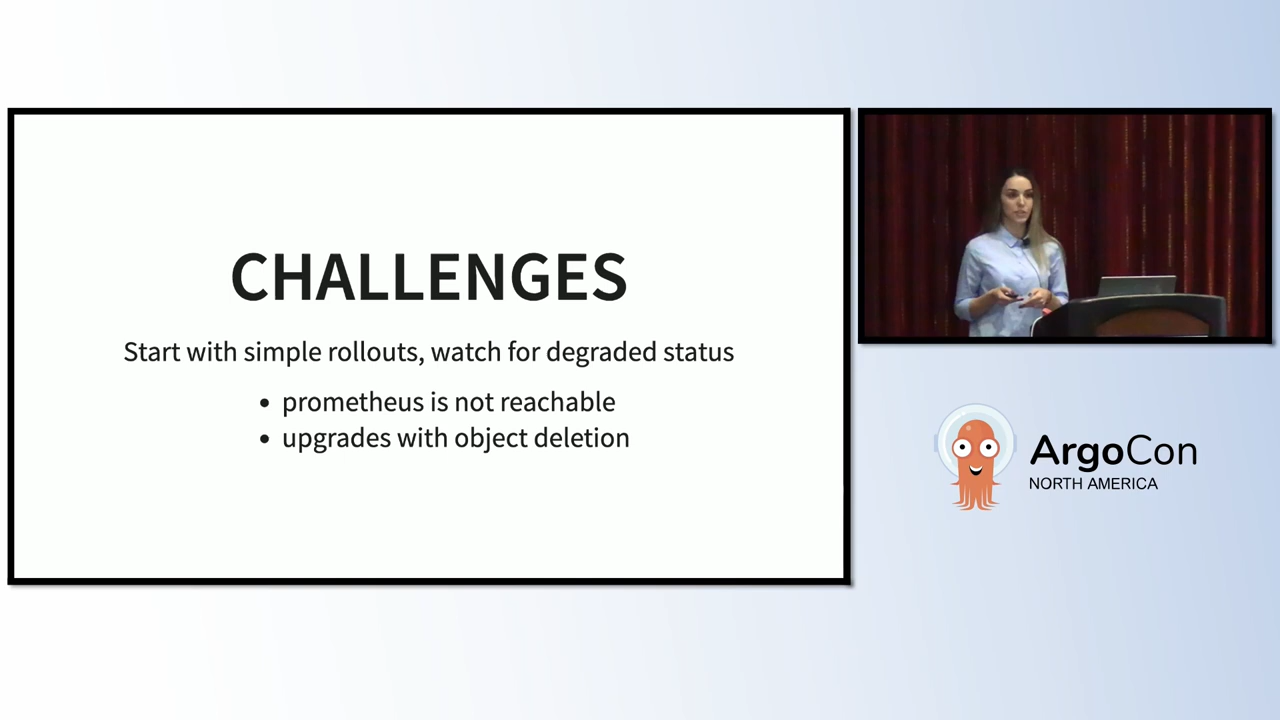 CHALLENGES
Start with simple rollouts, watch for degraded status
prometheus is not reachable
upgrades with object deletion
ArgoCon
NORTH AMERICA